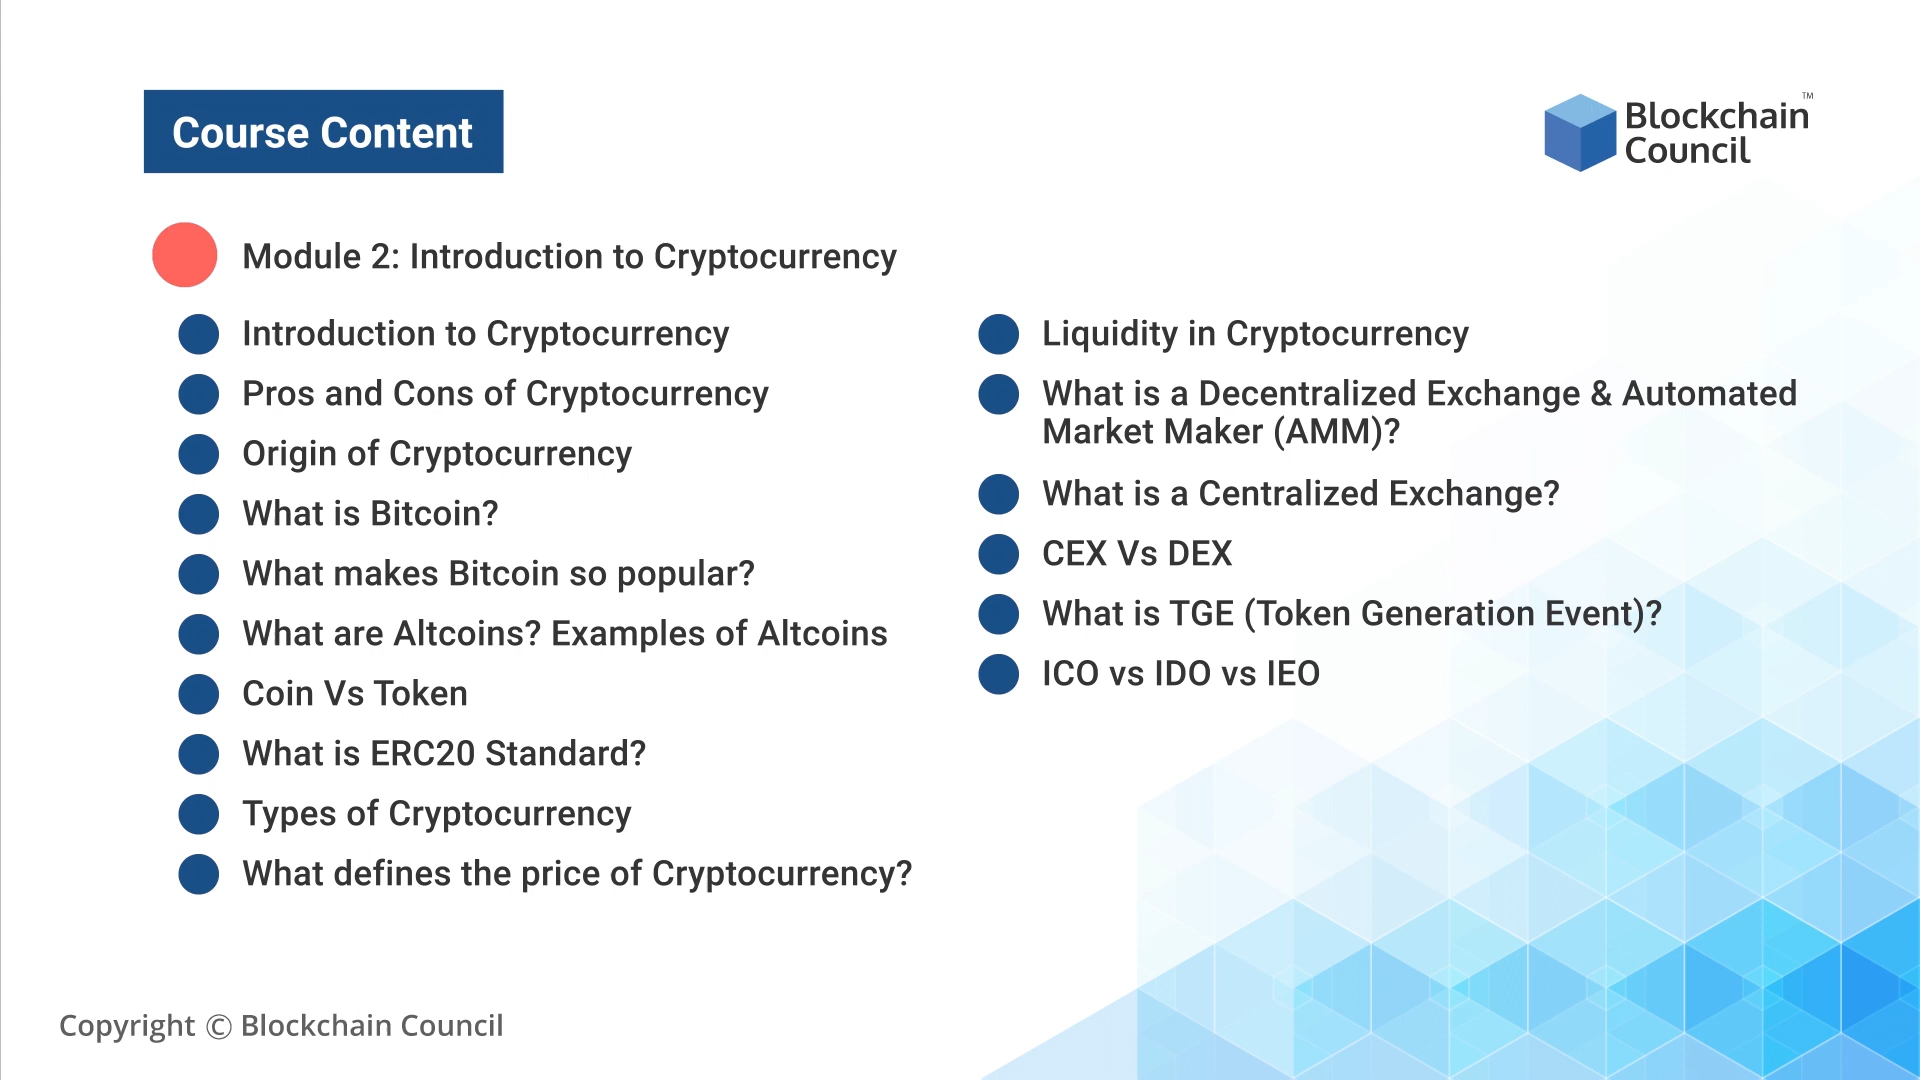 Course Content
Blockchain
Council
TM
Module 2: Introduction to Cryptocurrency
Introduction to Cryptocurrency
Pros and Cons of Cryptocurrency
Origin of Cryptocurrency
What is Bitcoin?
What makes Bitcoin so popular?
What are Altcoins? Examples of Altcoins
Coin Vs Token
What is ERC20 Standard?
Types of Cryptocurrency
What defines the price of Cryptocurrency?
Liquidity in Cryptocurrency
What is a Decentralized Exchange & Automated
Market Maker (AMM)?
What is a Centralized Exchange?
CEX Vs DEX
What is TGE (Token Generation Event)?
ICO vs IDO vs IEO
Copyright © Blockchain Council